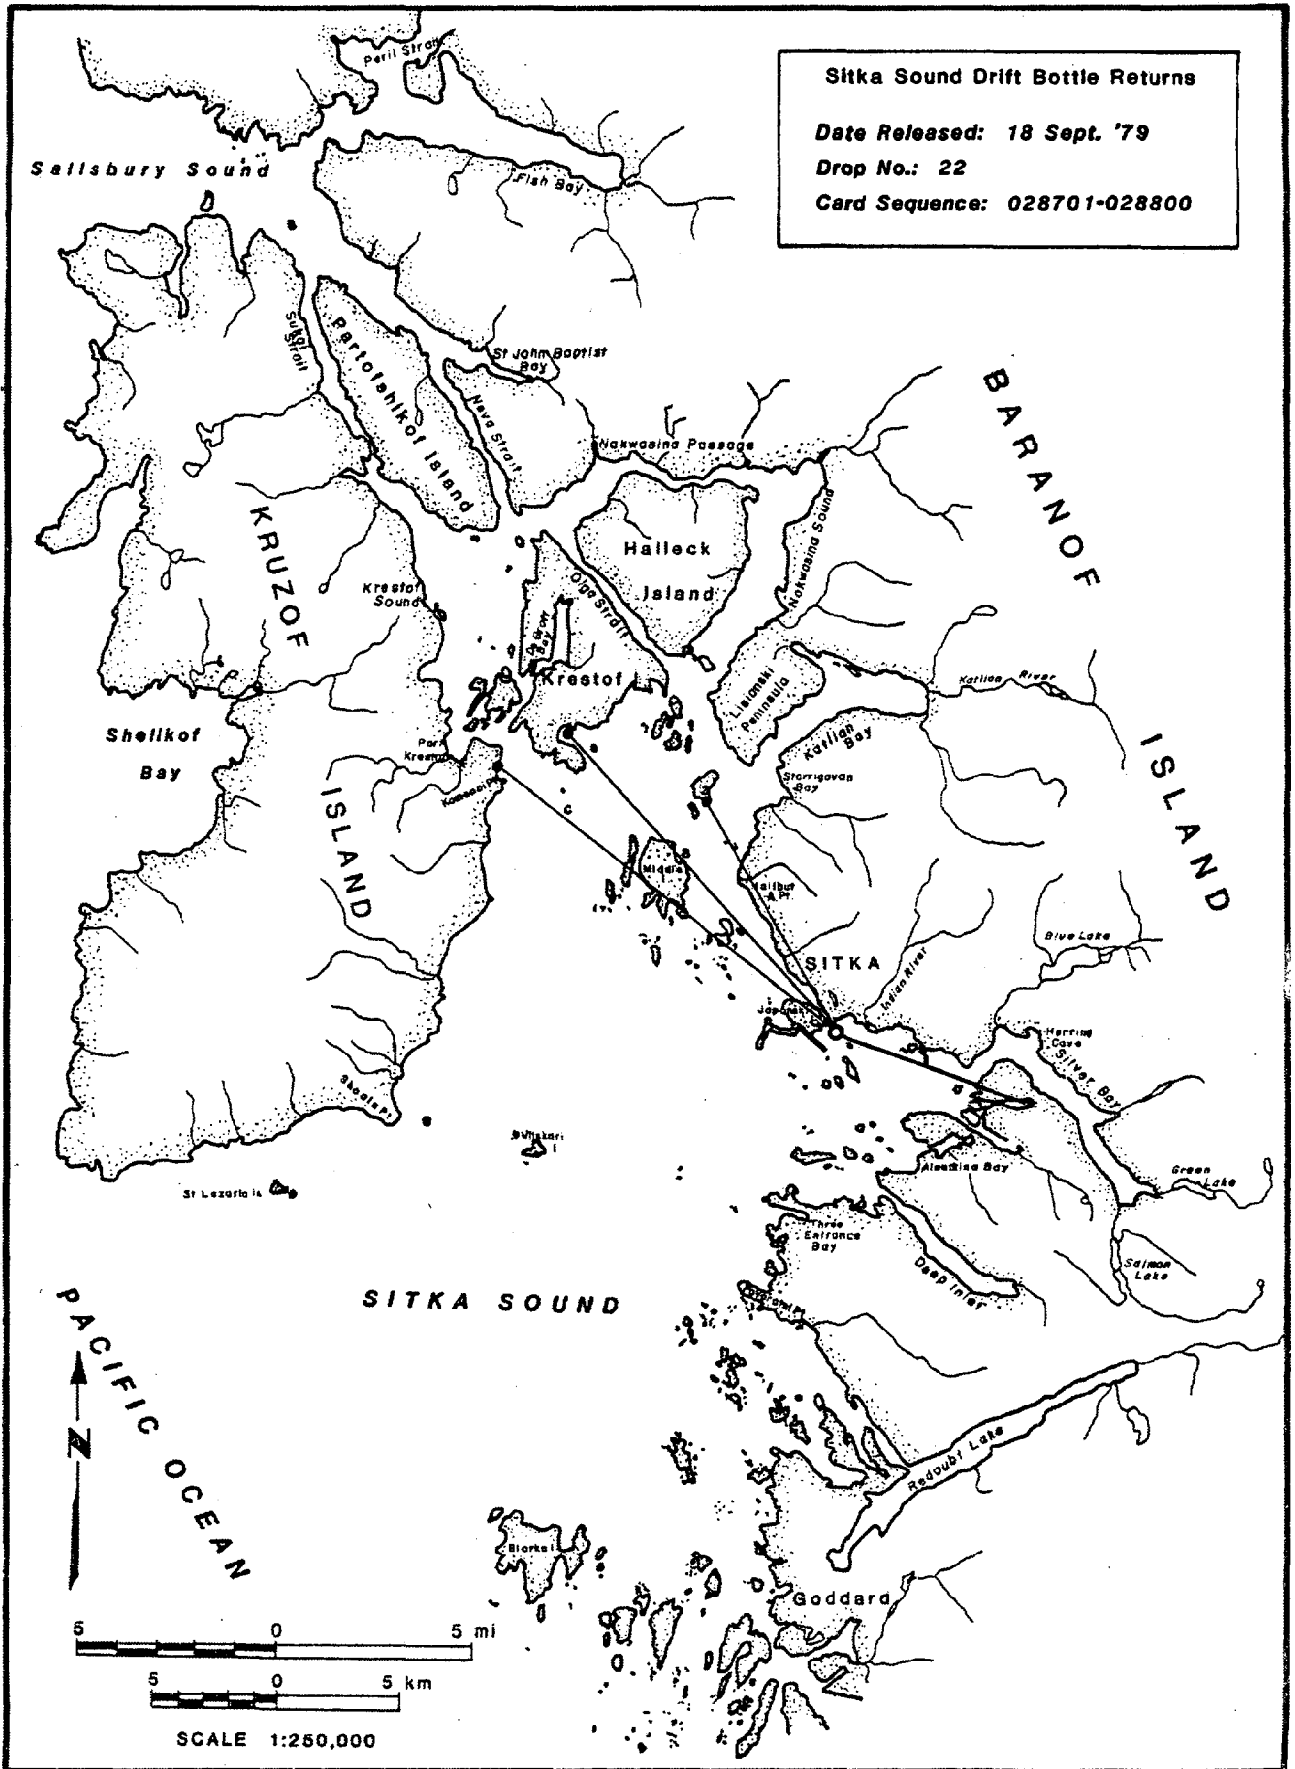 Peril Strait
Sitka Sound Drift Bottle Returns
Date Released: 18 Sept. '79
Drop No.: 22
Card Sequence: 028701-028800
Salisbury Sound
Fish Bay
Sukoi
Strait
Partofshikof Island
St John Baptist
Bay
Neva Strait
Nakwasina Passage
BARANOF
ISLAND
KRUZOF
ISLAND
Halleck
Island
Nakwasina Sound
Krestof
Sound
Olga Strait
Bay
Krestof I
Lisianski
Peninsula
Katlian River
Katlian
Bay
Shelikof
Bay
Port
Krestof
Starrigavan
Bay
C
B
Middle
Halibut
Pt
SITKA
Indian River
Blue Lake
Japonski
Herring
Cove
Silver Bay
Shoals Pt
Vitskari
I
Aleutkina Bay
Green
Lake
St Lazaria Is
Three
Entrance
Bay
Deep Inlet
Salmon
Lake
SITKA SOUND
PACIFIC OCEAN
N
Redoubt Lake
Biorka I
Goddard
5 0 5 mi
5 0 5 km
SCALE 1:250,000